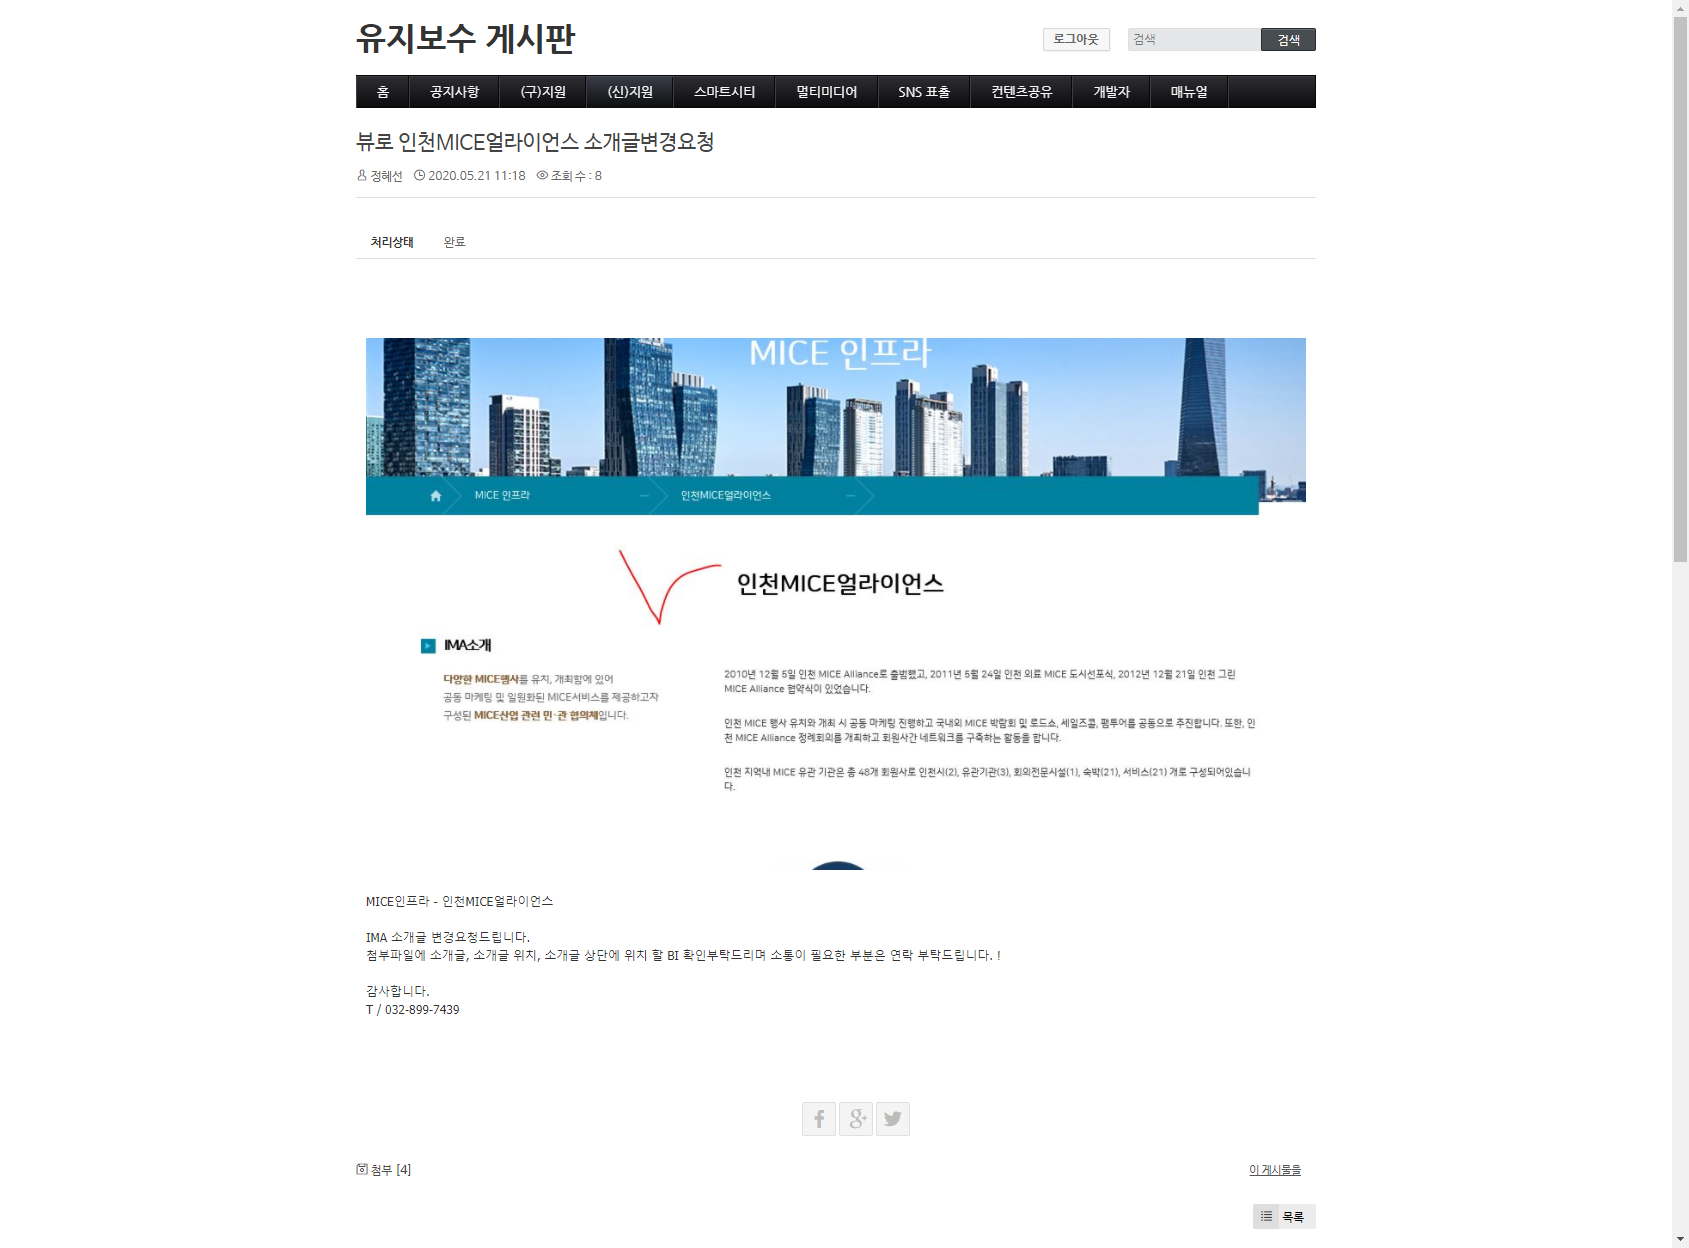 유지보수 게시판
로그아웃
검색
검색
홈 공지사항 (구)지원 (신)지원 스마트시티 멀티미디어 SNS 표출 컨텐츠공유 개발자 매뉴얼
뷰로 인천MICE얼라이언스 소개글변경요청
정혜선 2020.05.21 11:18 조회 수 : 8
처리상태 완료
MICE 인프라
MICE 인프라 인천MICE얼라이언스
인천MICE얼라이언스
IMA소개
다양한 MICE행사를 유치, 개최함에 있어
공동 마케팅 및 일원화된 MICE서비스를 제공하고자
구성된 MICE산업 관련 민·관 협의체입니다.
2010년 12월 5일 인천 MICE Alliance로 출범했고, 2011년 5월 24일 인천 의료 MICE 도시선포식, 2012년 12월 21일 인천 그린
MICE Alliance 협약식이 있었습니다.
인천 MICE 행사 유치와 개최 시 공동 마케팅 진행하고 국내외 MICE 박람회 및 로드쇼, 세일즈콜, 팸투어를 공동으로 추진합니다. 또한, 인
천 MICE Alliance 정례회의를 개최하고 회원사간 네트워크를 구축하는 활동을 합니다.
인천 지역내 MICE 유관 기관은 총 48개 회원사로 인천시(2), 유관기관(3), 회의전문시설(1), 숙박(21), 서비스(21) 개로 구성되어있습니
다.
MICE인프라 - 인천MICE얼라이언스
IMA 소개글 변경요청드립니다.
첨부파일에 소개글, 소개글 위치, 소개글 상단에 위치 할 BI 확인부탁드리며 소통이 필요한 부분은 연락 부탁드립니다. !
감사합니다.
T / 032-899-7439
첨부 [4]
이 게시물을
목록